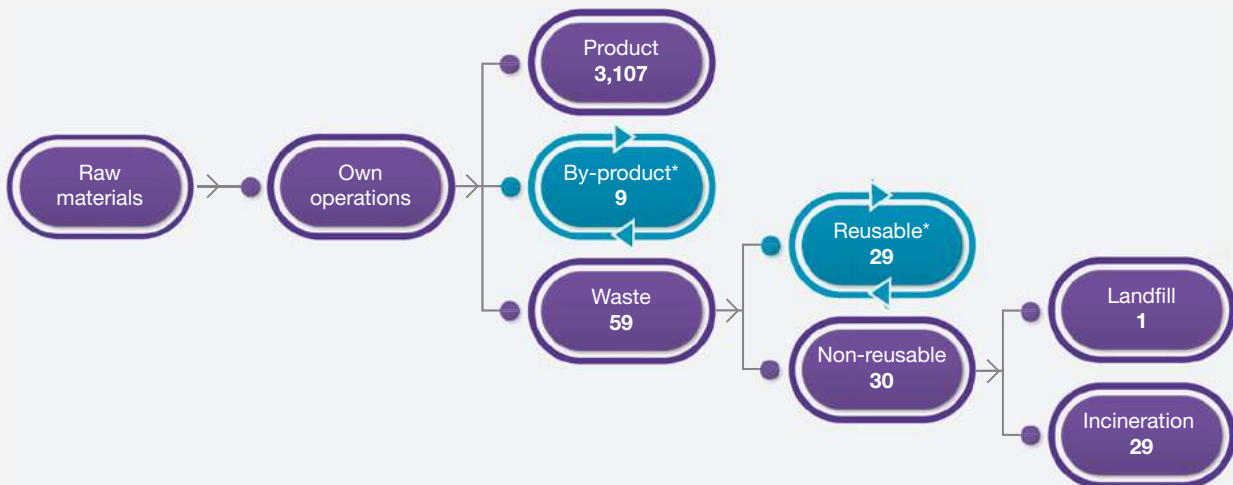 Product
3,107
Raw
materials
Own
operations
By-product*
9
Reusable*
29
Waste
59
Landfill
1
Non-reusable
30
Incineration
29